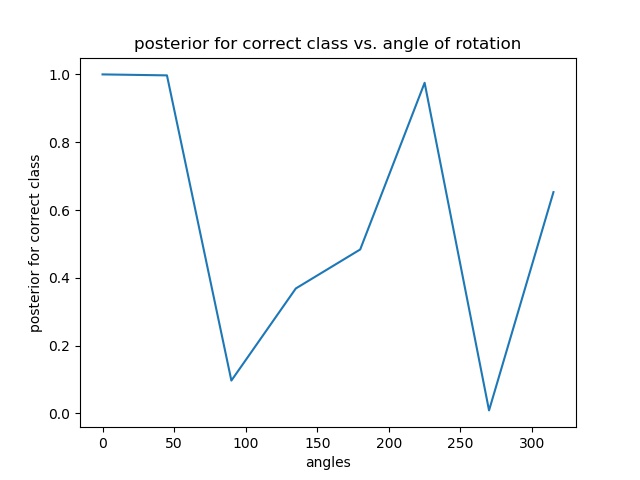 posterior for correct class vs. angle of rotation
1.0
0.8
0.6
0.4
0.2
0.0
posterior for correct class
0 50 100 150 200 250 300
angles